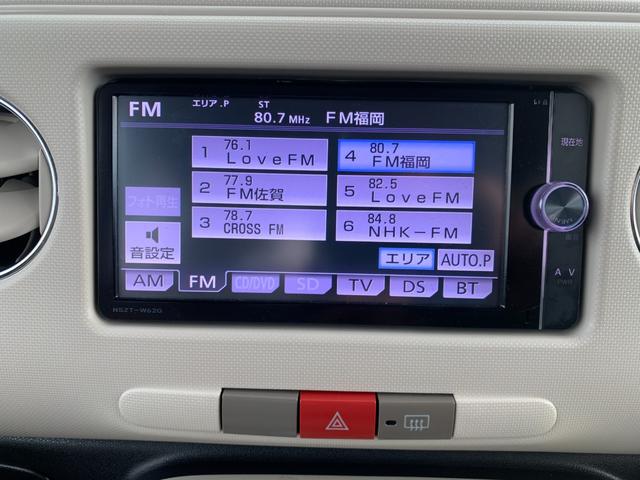 FM エリア.P ST 80.7 MHz FM福岡
現在地
1 76.1 LoveFM
4 80.7 FM福岡
2 77.9 FM佐賀
5 82.5 LoveFM
3 78.7 CROSS FM
6 84.8 NHK-FM
フォト再生
音設定
エリア AUTO.P
AM FM CD/DVD SD TV DS BT
MENU
∧ ∨
PWR
NSZT-W62G